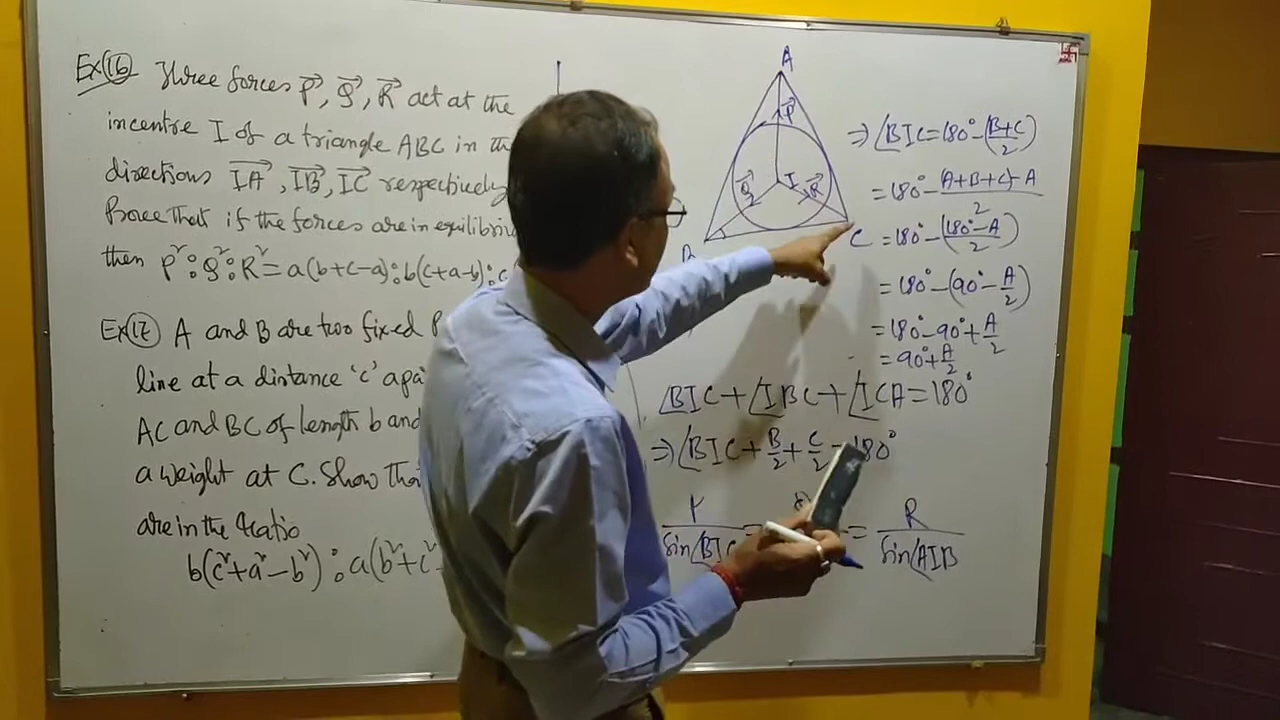 Ex(16) Three forces P⃗, Q⃗, R⃗ act at the
incentre I of a triangle ABC in
directions IA⃗, IB⃗, IC⃗ respectively
Prove that if the forces are in
then P²:Q²:R²=a(b+c-a):b(c+a-b):c
Ex(17) A and B are two fixed
line at a distance 'c'
AC and BC of length b and
a weight at C. Show
are in the ratio
b(c²+a²-b²):a(b²+c²
A
P⃗
Q⃗ I R⃗
B C
⇒∠BIC=180°-(B+C)/2
=180°-(A+B+C-A)/2
=180°-(180°-A)/2
=180°-(90°-A/2)
=180°-90°+A/2
=90°+A/2
∠BIC+∠IBC+∠ICA=180°
⇒∠BIC+B/2+C/2=180°
P/sin∠BIC= = R/sin∠AIB